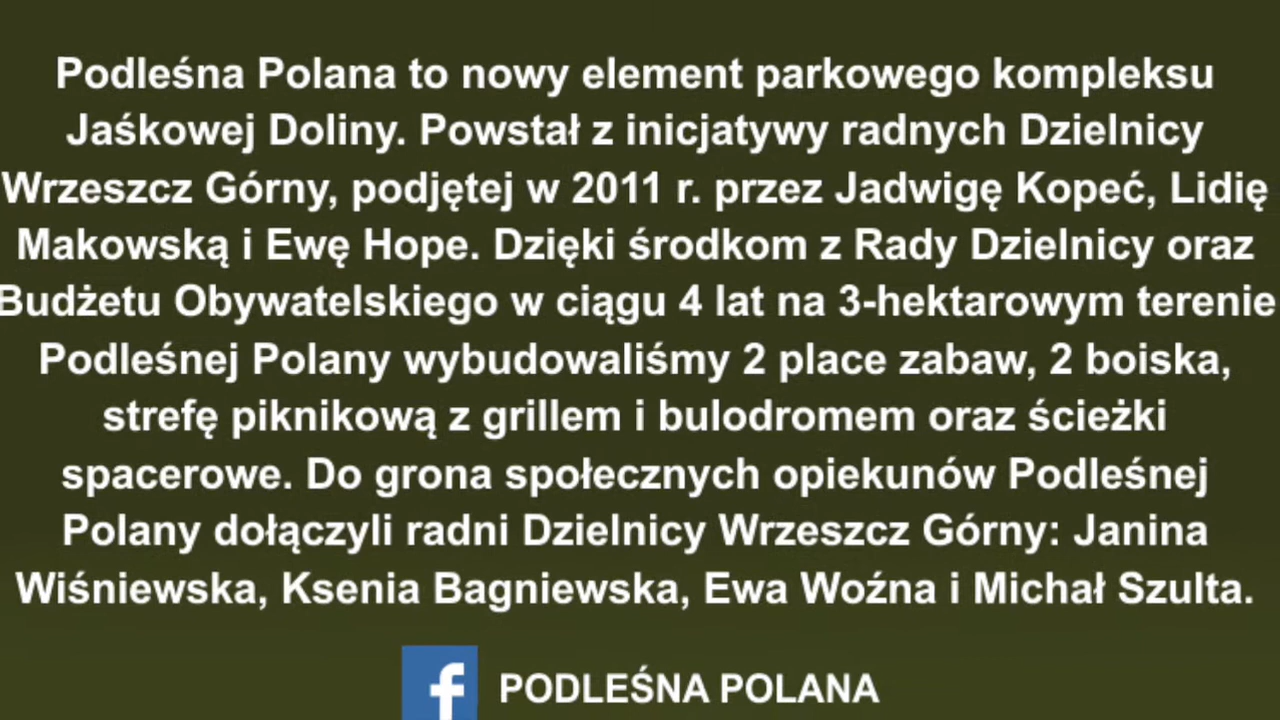 Podleśna Polana to nowy element parkowego kompleksu
Jaśkowej Doliny. Powstał z inicjatywy radnych Dzielnicy
Wrzeszcz Górny, podjętej w 2011 r. przez Jadwigę Kopeć, Lidię
Makowską i Ewę Hope. Dzięki środkom z Rady Dzielnicy oraz
Budżetu Obywatelskiego w ciągu 4 lat na 3-hektarowym terenie
Podleśnej Polany wybudowaliśmy 2 place zabaw, 2 boiska,
strefę piknikową z grillem i bulodromem oraz ścieżki
spacerowe. Do grona społecznych opiekunów Podleśnej
Polany dołączyli radni Dzielnicy Wrzeszcz Górny: Janina
Wiśniewska, Ksenia Bagniewska, Ewa Woźna i Michał Szulta.
f PODLEŚNA POLANA